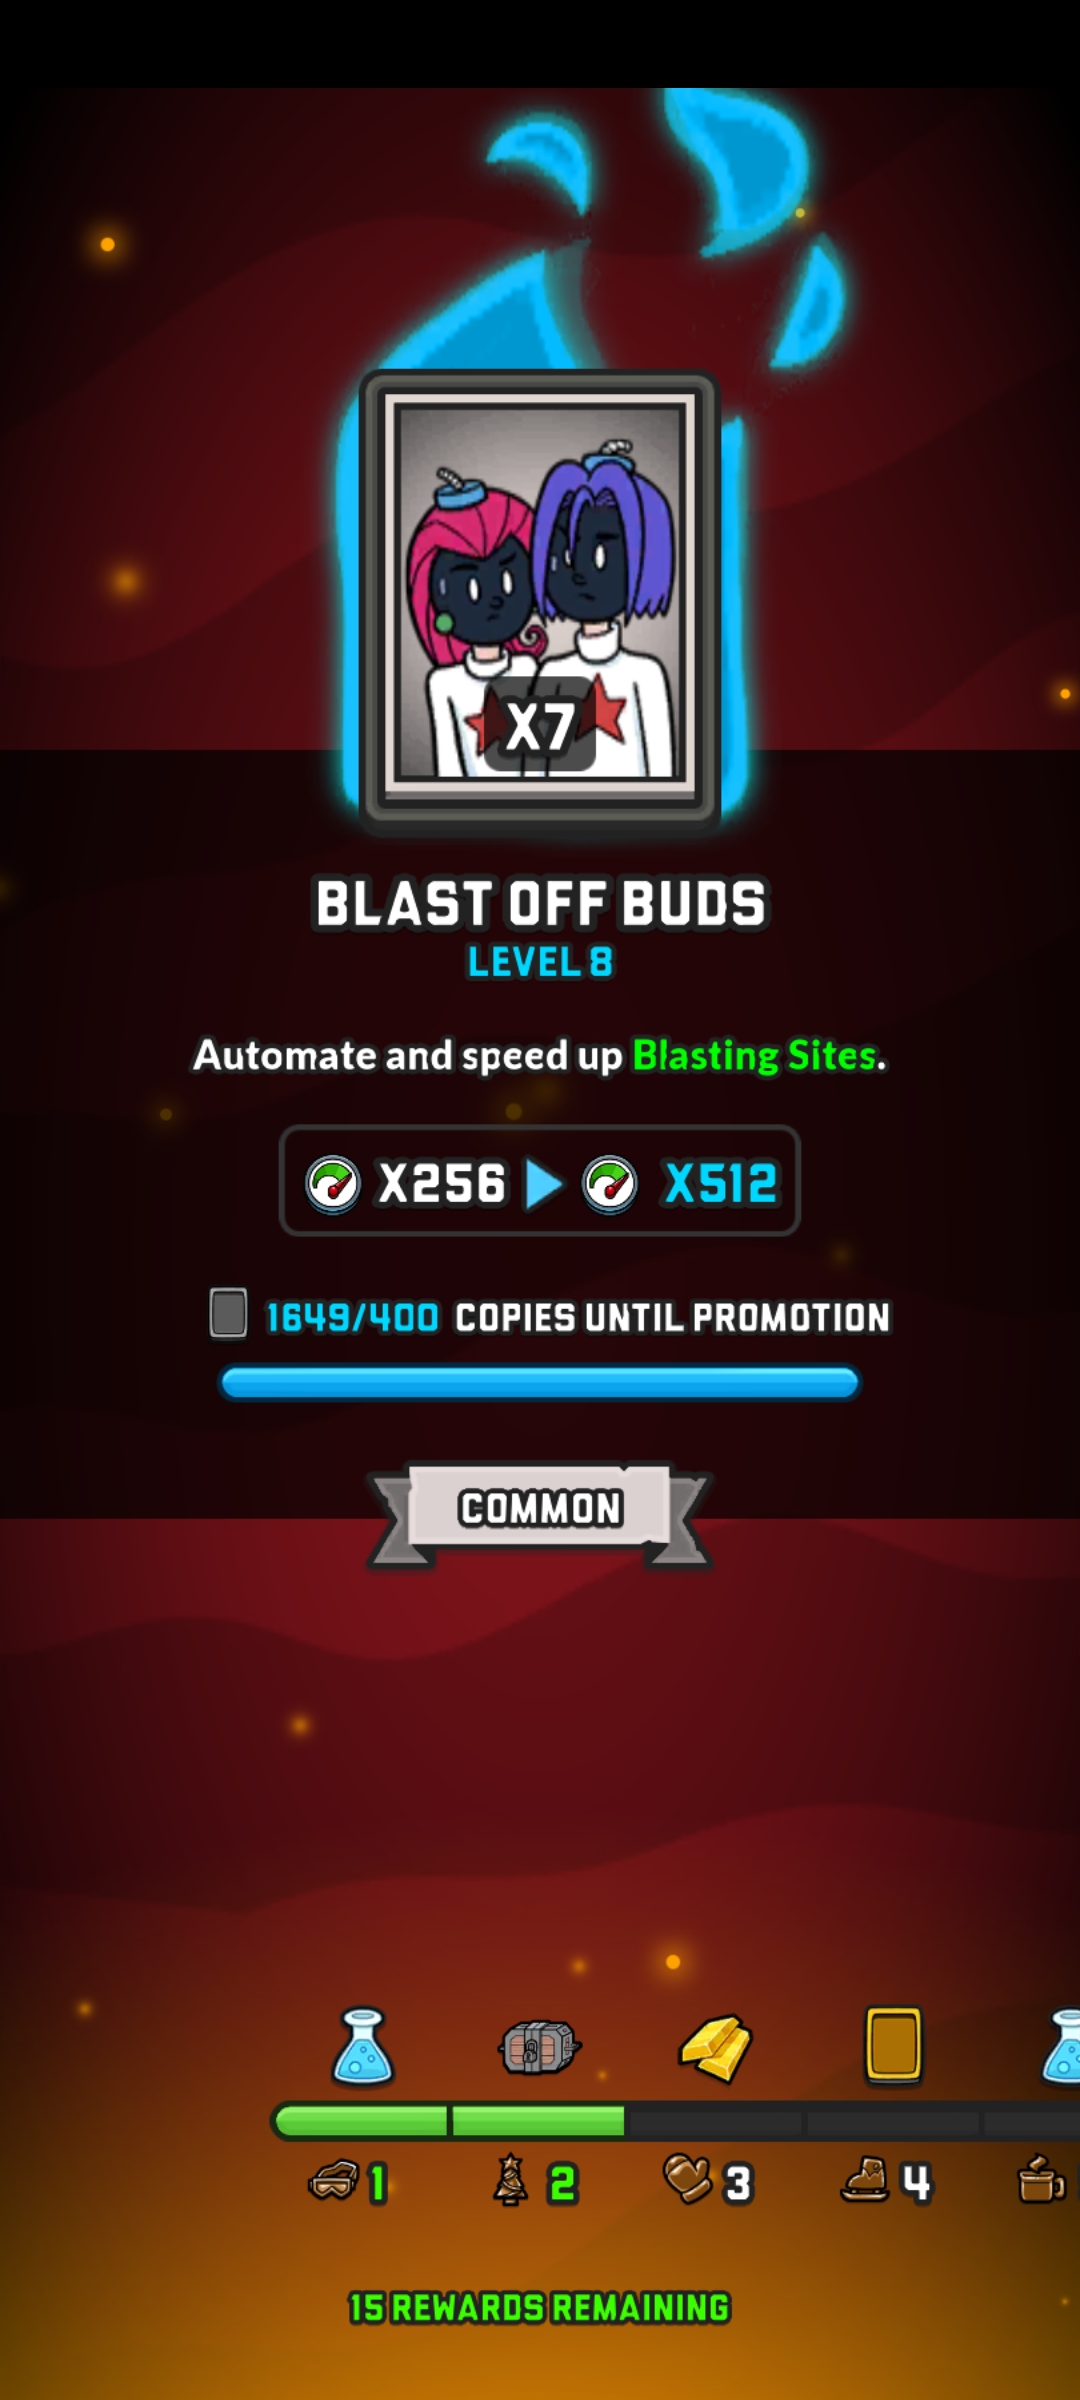 X7
BLAST OFF BUDS
LEVEL 8
Automate and speed up Blasting Sites.
X256 X512
1649/400 COPIES UNTIL PROMOTION
COMMON
1 2 3 4
15 REWARDS REMAINING